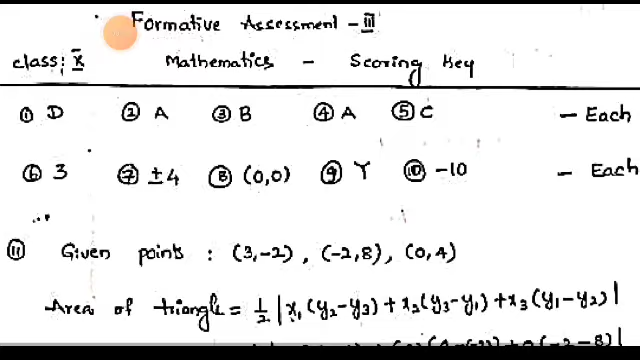 Formative Assessment - III
class: X Mathematics - Scoring Key
① D ② A ③ B ④ A ⑤ C - Each
⑥ 3 ⑦ ±4 ⑧ (0,0) ⑨ Y ⑩ -10 - Each
⑪ Given points : (3,-2), (-2,8), (0,4)
Area of triangle = 1/2 |x₁(y₂-y₃)+x₂(y₃-y₁)+x₃(y₁-y₂)|